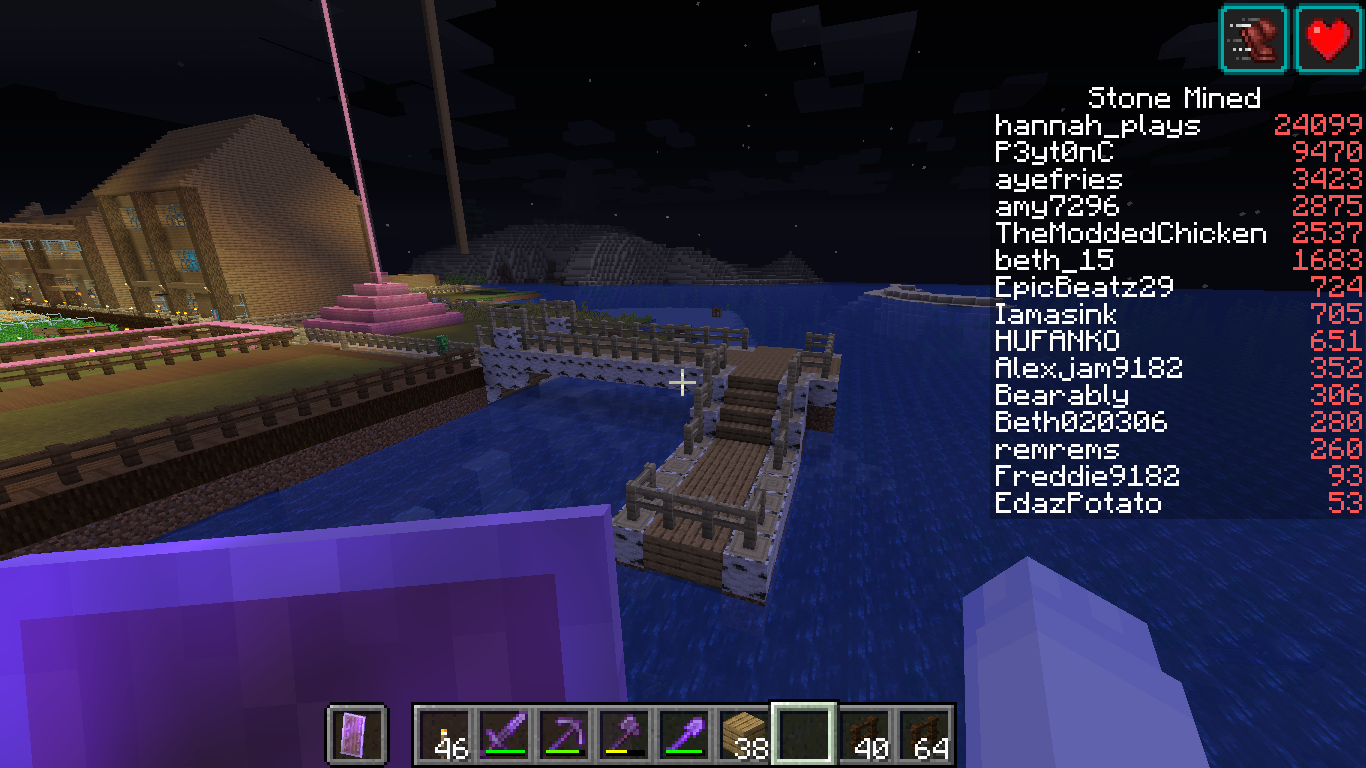 Stone Mined
hannah_plays 24099
P3yt0nC 9470
ayefries 3423
amy7296 2875
TheModdedChicken 2537
beth_15 1683
EpicBeatz29 724
Iamasink 705
HUFANKO 651
Alexjam9182 352
Bearably 306
Beth020306 280
remrems 260
Freddie9182 93
EdazPotato 53
46 38 40 64